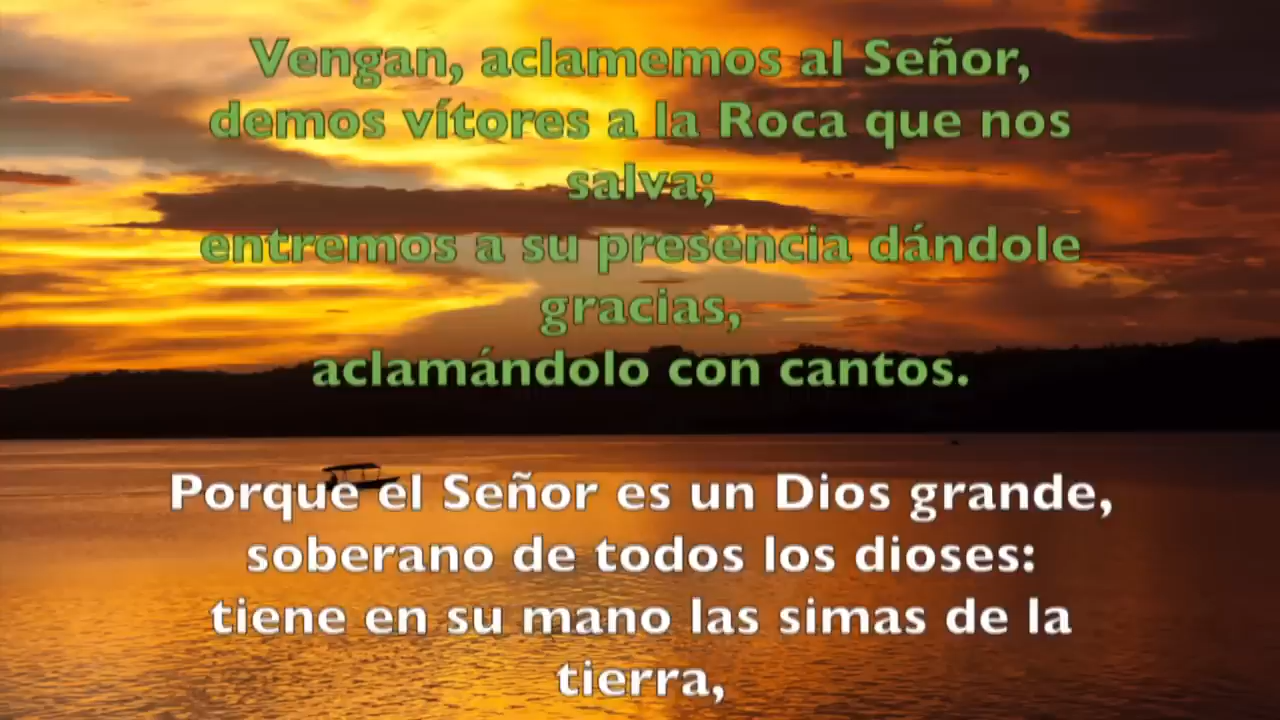 Vengan, aclamemos al Señor,
demos vítores a la Roca que nos
salva;
entremos a su presencia dándole
gracias,
aclamándolo con cantos.
Porque el Señor es un Dios grande,
soberano de todos los dioses:
tiene en su mano las simas de la
tierra,